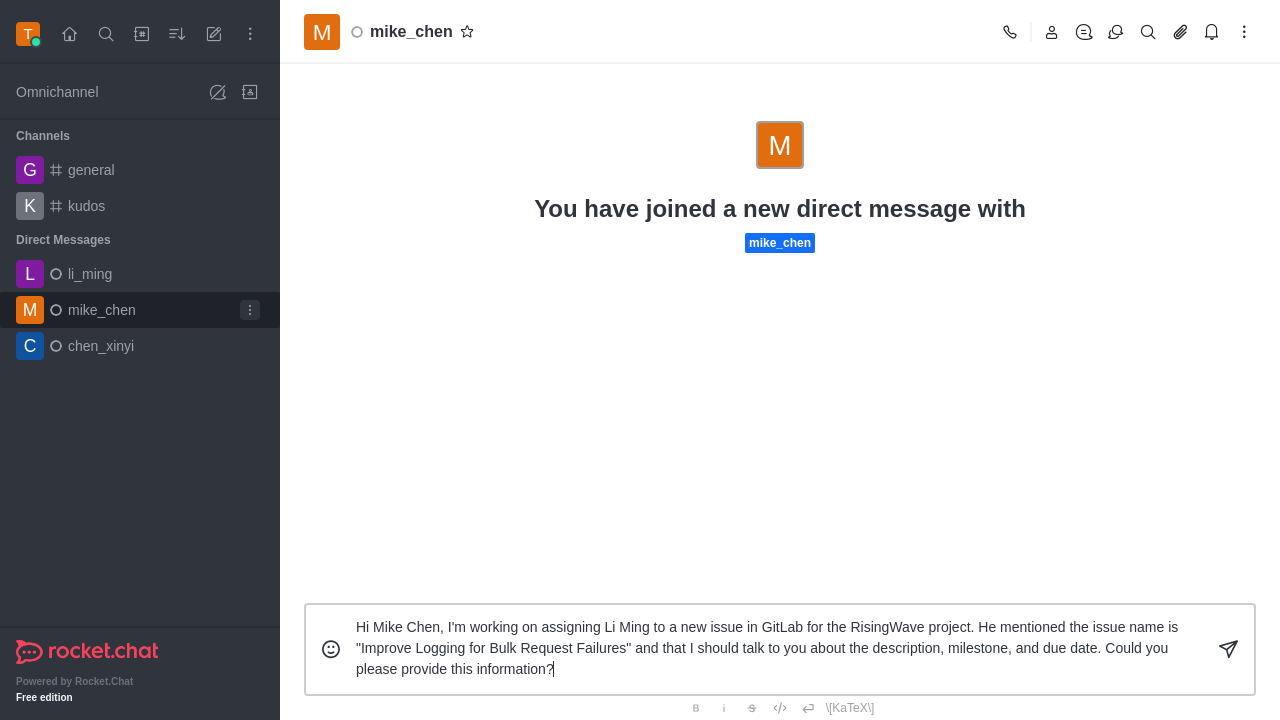 T
M
mike_chen
Omnichannel
Channels
G
general
K
kudos
Direct Messages
L
li_ming
M
mike_chen
C
chen_xinyi
rocket.chat
Powered by Rocket.Chat
Free edition
M
You have joined a new direct message with
mike_chen
Hi Mike Chen, I'm working on assigning Li Ming to a new issue in GitLab for the RisingWave project. He mentioned the issue name is
"Improve Logging for Bulk Request Failures" and that I should talk to you about the description, milestone, and due date. Could you
please provide this information?
B i S \[KaTeX\]